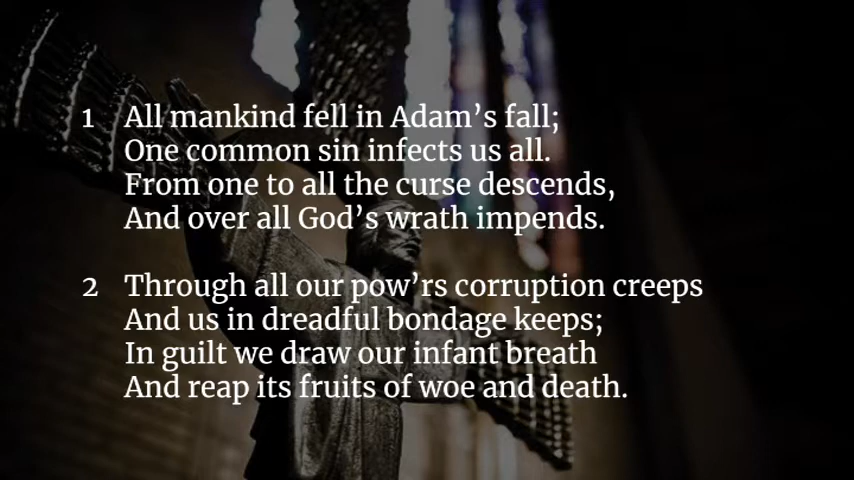 1 All mankind fell in Adam’s fall;
One common sin infects us all.
From one to all the curse descends,
And over all God’s wrath impends.
2 Through all our pow’rs corruption creeps
And us in dreadful bondage keeps;
In guilt we draw our infant breath
And reap its fruits of woe and death.